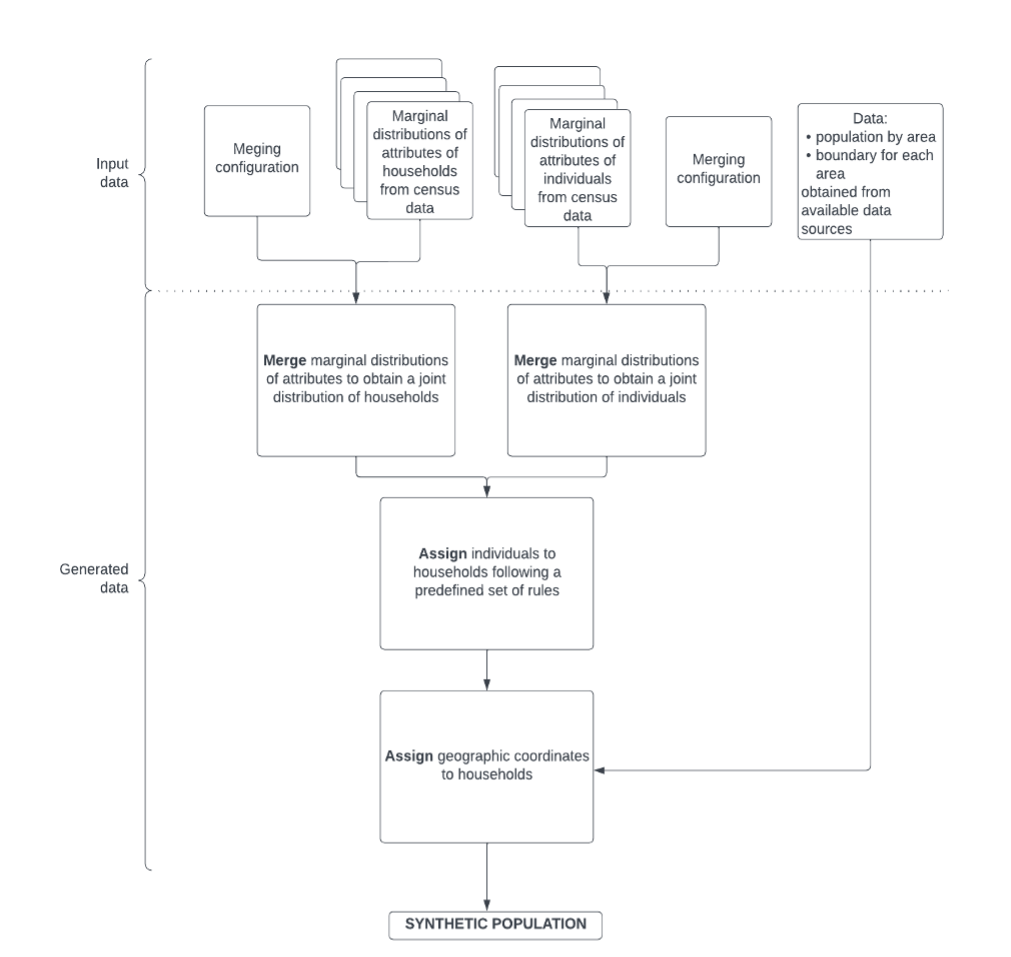 Input
data
Meging
configuration
Marginal
distributions of
attributes of
households
from census
data
Marginal
distributions of
attributes of
individuals
from census
data
Merging
configuration
Data:
• population by area
• boundary for each
area
obtained from
available data
sources
Merge marginal distributions
of attributes to obtain a joint
distribution of households
Merge marginal distributions
of attributes to obtain a joint
distribution of individuals
Generated
data
Assign individuals to
households following a
predefined set of rules
Assign geographic coordinates
to households
SYNTHETIC POPULATION